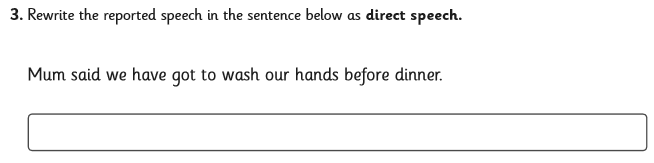 3. Rewrite the reported speech in the sentence below as direct speech.
Mum said we have got to wash our hands before dinner.